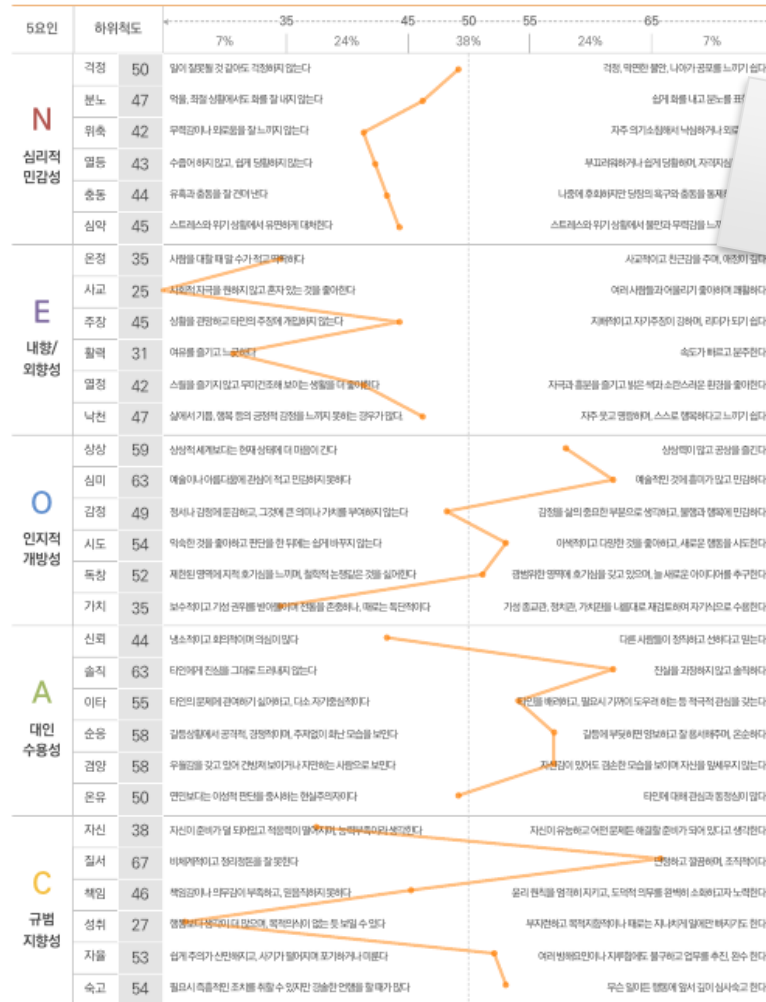 5요인 하위척도 35 45 50 55 65
7% 24% 38% 24% 7%
N
심리적
민감성
걱정 50 일이 잘못될 것 같아도 걱정하지 않는다 걱정, 막연한 불안, 나아가 공포를 느끼기 쉽다
분노 47 억울, 좌절 상황에서도 화를 잘 내지 않는다 쉽게 화를 내고 분노를
위축 42 무력감이나 외로움을 잘 느끼지 않는다 자주 의기소침해서 낙심하거나
열등 43 수줍어 하지 않고, 쉽게 당황하지 않는다 부끄러워하거나 쉽게 당황하며,
충동 44 유혹과 충동을 잘 견뎌 낸다 나중에 후회하지만 당장의 욕구와 충동을
심약 45 스트레스와 위기 상황에서 유연하게 대처한다 스트레스와 위기 상황에서 불만과 무력감을
E
내향/
외향성
온정 35 사람을 대할 때 말 수가 적고 딱딱하다 사교적이고 친근감을 주며, 애정이 깊다
사교 25 사회적 자극을 원하지 않고 혼자 있는 것을 좋아한다 여러 사람들과 어울리기 좋아하며 쾌활하다
주장 45 상황을 관망하고 타인의 주장에 개입하지 않는다 지배적이고 자기주장이 강하며, 리더가 되기 쉽다
활력 31 여유를 즐기고 느긋하다 속도가 빠르고 분주한다
열정 42 스릴을 즐기지 않고 무미건조해 보이는 생활을 더 좋아한다 자극과 흥분을 즐기고 밝은 색과 소란스러운 환경을 좋아한다
낙천 47 삶에서 기쁨, 행복 등의 긍정적 감정을 느끼지 못하는 경우가 많다. 자주 웃고 명랑하며, 스스로 행복하다고 느끼기 쉽다
O
인지적
개방성
상상 59 상상적 세계보다는 현재 상태에 더 마음이 간다 상상력이 많고 공상을 즐긴다
심미 63 예술이나 아름다움에 관심이 적고 민감하지 못하다 예술적인 것에 흥미가 많고 민감하다
감정 49 정서나 감정에 둔감하고, 그것에 큰 의미나 가치를 부여하지 않는다 감정을 삶의 중요한 부분으로 생각하고, 불행과 행복에 민감하다
시도 54 익숙한 것을 좋아하고 판단을 한 뒤에는 쉽게 바꾸지 않는다 이색적이고 다양한 것을 좋아하고, 새로운 행동을 시도한다
독창 52 제한된 영역에 지적 호기심을 느끼며, 철학적 논쟁같은 것을 싫어한다 광범위한 영역에 호기심을 갖고 있으며, 늘 새로운 아이디어를 추구한다
가치 35 보수적이고 기성 권위를 받아들이며 전통을 존중하나, 때로는 독단적이다 기성 종교관, 정치관, 가치관을 나름대로 재검토하여 자기식으로 수용한다
A
대인
수용성
신뢰 44 냉소적이고 회의적이며 의심이 많다 다른 사람들이 정직하고 선하다고 믿는다
솔직 63 타인에게 진심을 그대로 드러내지 않는다 진실을 과장하지 않고 솔직하다
이타 55 타인의 문제에 관여하기 싫어하고, 다소 자기중심적이다 타인을 배려하고, 필요시 기꺼이 도우려 하는 등 적극적 관심을 갖는다
순응 58 갈등상황에서 공격적, 경쟁적이며, 주저없이 화난 모습을 보인다 갈등에 부딪히면 양보하고 잘 용서해주며, 온순하다
겸양 58 우월감을 갖고 있어 건방져 보이거나 자만하는 사람으로 보인다 자신감이 있어도 겸손한 모습을 보이며 자신을 앞세우지 않는다
온유 50 연민보다는 이성적 판단을 중시하는 현실주의자이다 타인에 대해 관심과 동정심이 많다
C
규범
지향성
자신 38 자신이 준비가 덜 되어있고 적응력이 떨어지며, 능력부족이라 생각한다 자신이 유능하고 어떤 문제든 해결할 준비가 되어 있다고 생각한다
질서 67 비체계적이고 정리정돈을 잘 못한다 단정하고 깔끔하며, 조직적이다
책임 46 책임감이나 의무감이 부족하고, 믿음직하지 못하다 윤리 원칙을 엄격히 지키고, 도덕적 의무를 완벽히 소화하고자 노력한다
성취 27 행동보다 생각이 더 많으며, 목적의식이 없는 듯 보일 수 있다 부지런하고 목적지향적이나 때로는 지나치게 일에만 빠지기도 한다
자율 53 쉽게 주의가 산만해지고, 사기가 떨어지며 포기하거나 미룬다 여러 방해요인이나 지루함에도 불구하고 업무를 추진, 완수 한다
숙고 54 필요시 즉흥적인 조치를 취할 수 있지만 경솔한 언행을 할 때가 많다 무슨 일이든 행동에 앞서 깊이 심사숙고 한다